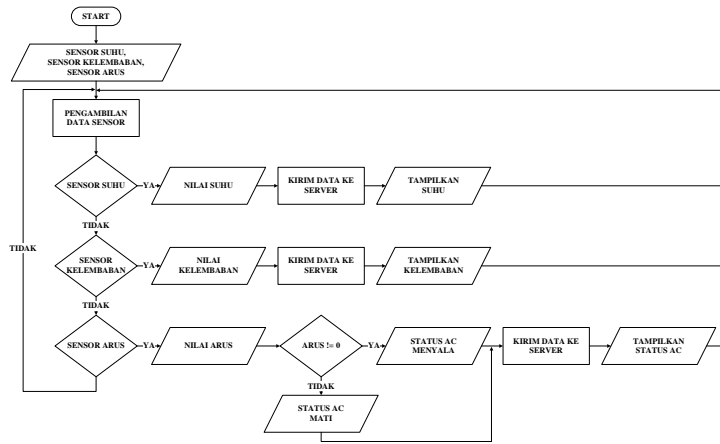 START
SENSOR SUHU,
SENSOR KELEMBABAN,
SENSOR ARUS
PENGAMBILAN
DATA SENSOR
SENSOR SUHU
YA
NILAI SUHU
KIRIM DATA KE
SERVER
TAMPILKAN
SUHU
TIDAK
TIDAK
SENSOR
KELEMBABAN
YA
NILAI
KELEMBABAN
KIRIM DATA KE
SERVER
TAMPILKAN
KELEMBABAN
TIDAK
SENSOR ARUS
YA
NILAI ARUS
ARUS != 0
YA
STATUS AC
MENYALA
KIRIM DATA KE
SERVER
TAMPILKAN
STATUS AC
TIDAK
STATUS AC
MATI